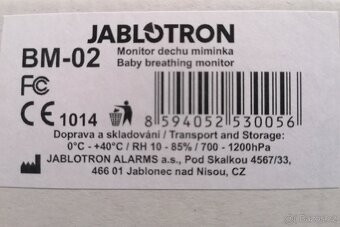 JABLOTRON
BM-02
Monitor dechu miminka
Baby breathing monitor
FC
CE 1014
8 594052 530056
Doprava a skladování / Transport and Storage:
0°C - +40°C / RH 10 - 85% / 700 - 1200hPa
JABLOTRON ALARMS a.s., Pod Skalkou 4567/33,
466 01 Jablonec nad Nisou, CZ